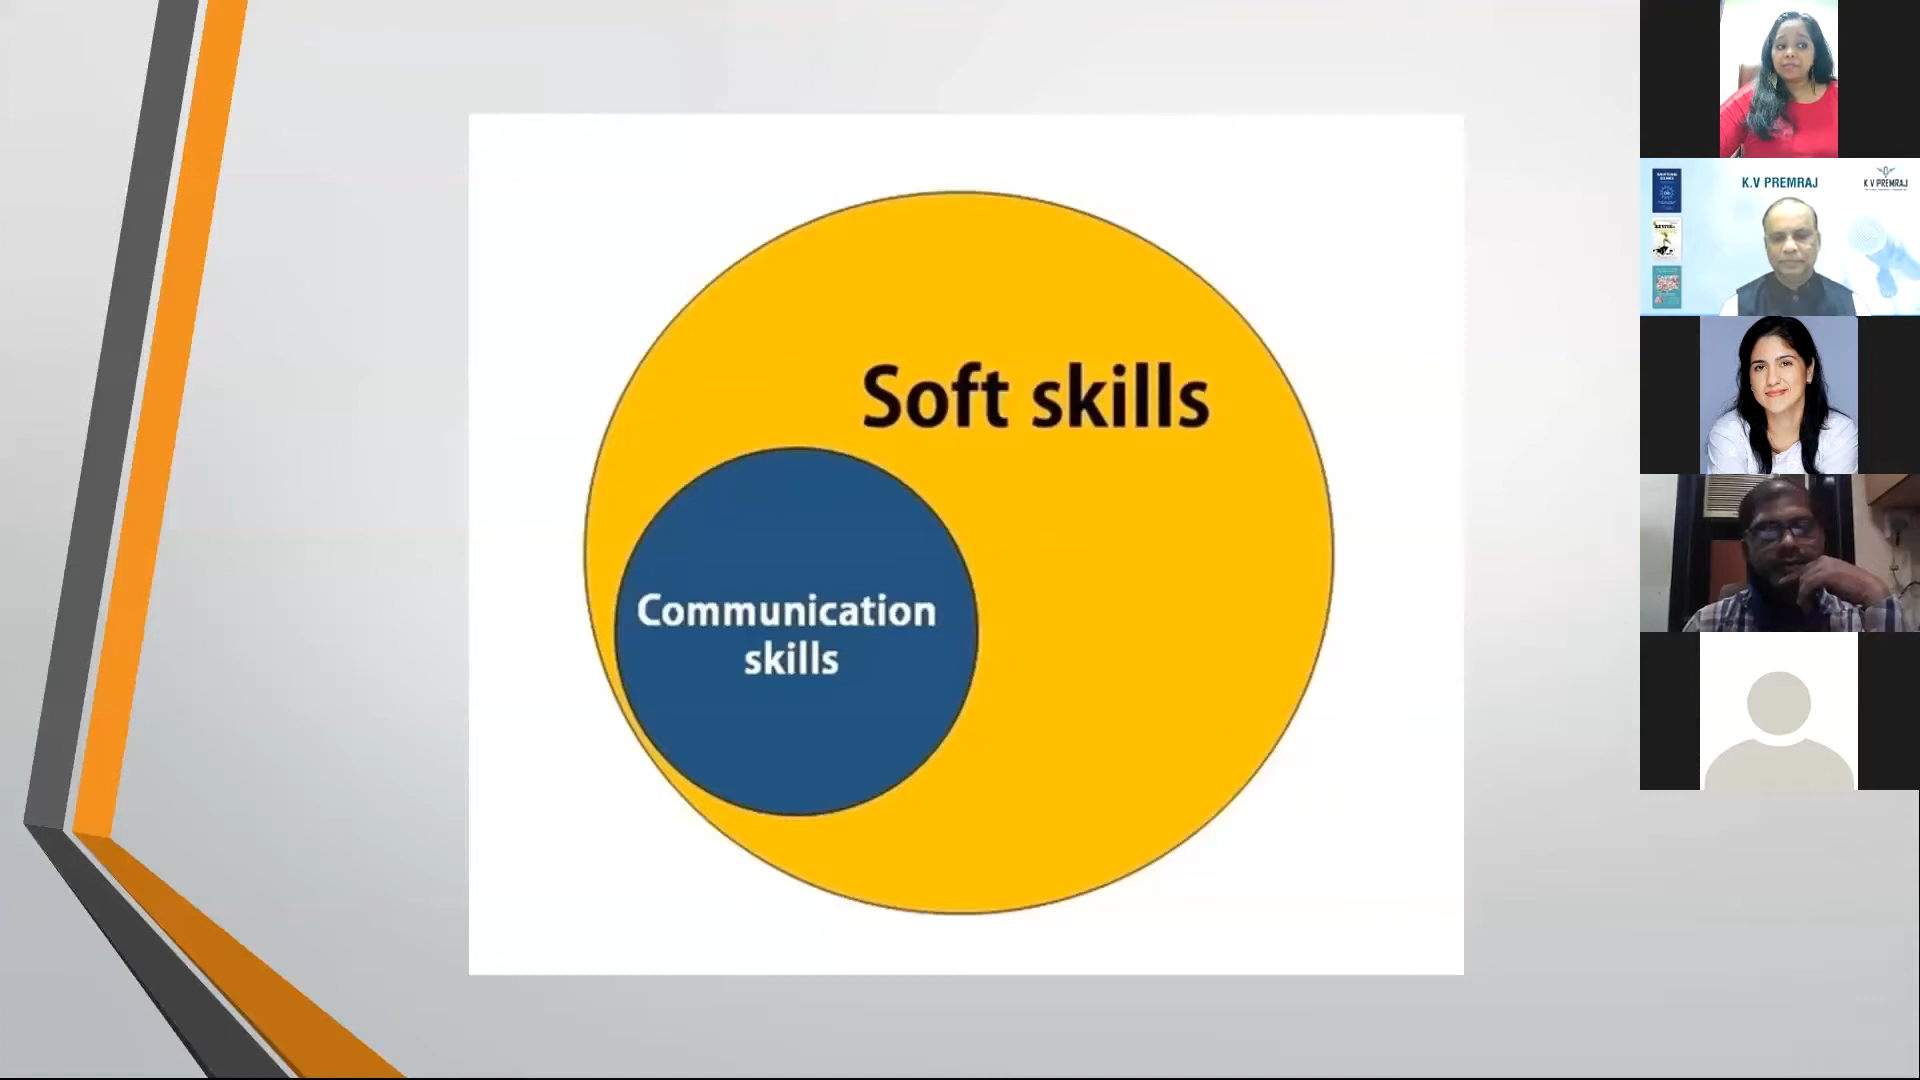 Soft skills
Communication
skills
K.V PREMRAJ
K V PREMRAJ